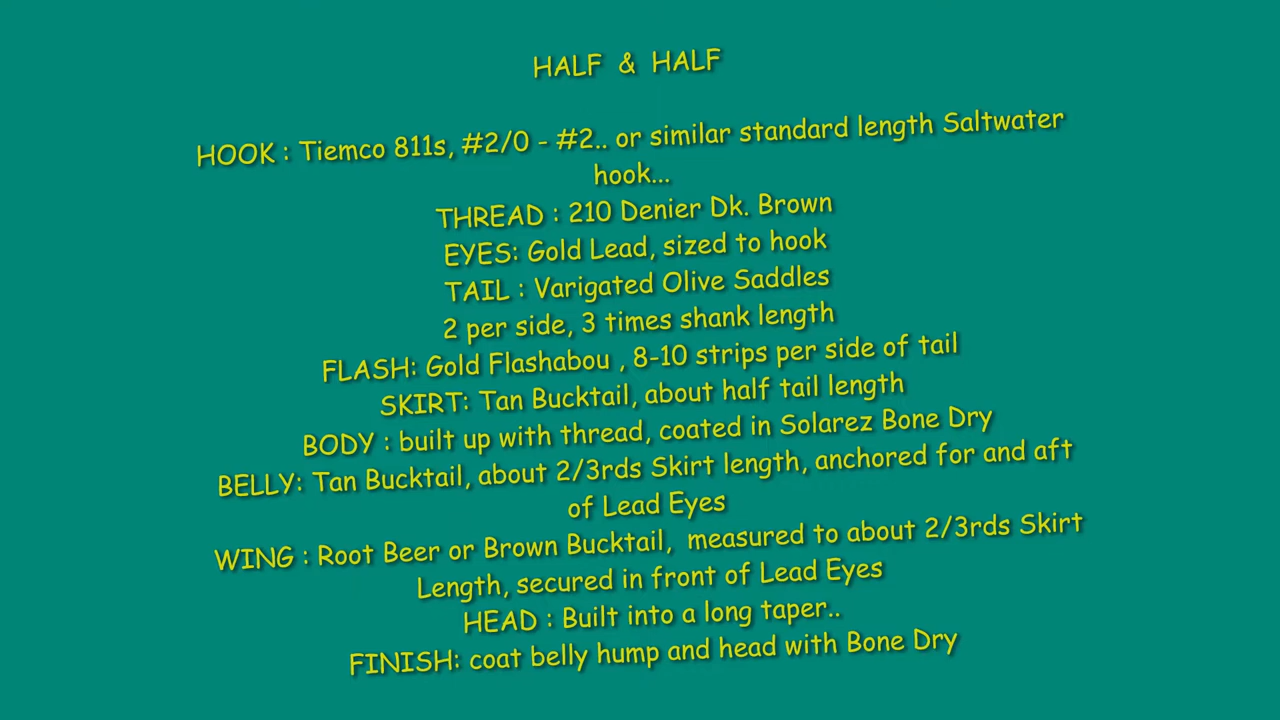 HALF & HALF
HOOK : Tiemco 811s, #2/0 - #2.. or similar standard length Saltwater
hook...
THREAD : 210 Denier Dk. Brown
EYES: Gold Lead, sized to hook
TAIL : Varigated Olive Saddles
2 per side, 3 times shank length
FLASH: Gold Flashabou , 8-10 strips per side of tail
SKIRT: Tan Bucktail, about half tail length
BODY : built up with thread, coated in Solarez Bone Dry
BELLY: Tan Bucktail, about 2/3rds Skirt length, anchored for and aft
of Lead Eyes
WING : Root Beer or Brown Bucktail, measured to about 2/3rds Skirt
Length, secured in front of Lead Eyes
HEAD : Built into a long taper..
FINISH: coat belly hump and head with Bone Dry